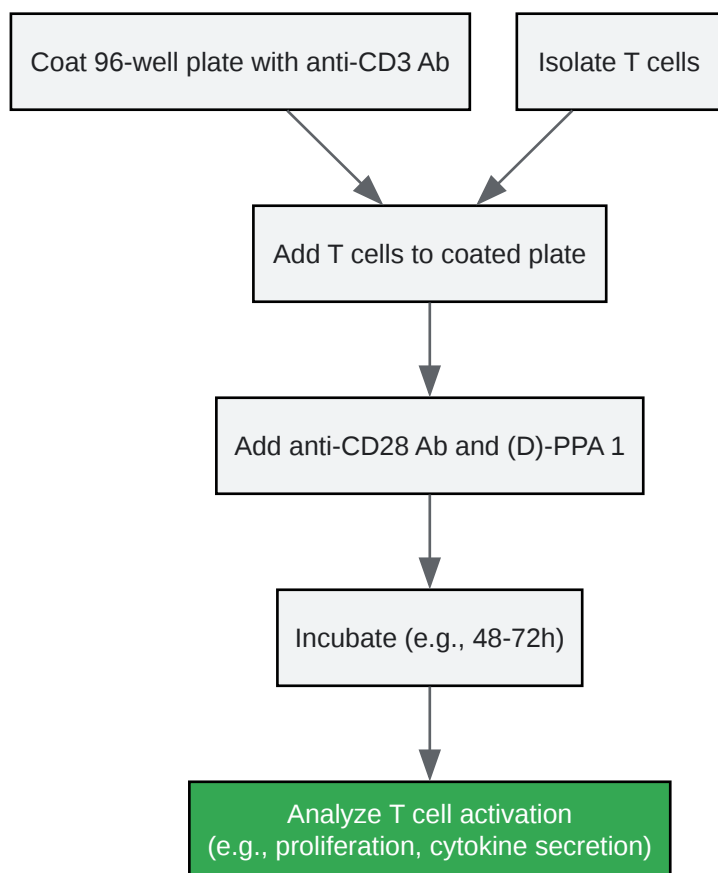 Coat 96-well plate with anti-CD3 Ab
Isolate T cells
Add T cells to coated plate
Add anti-CD28 Ab and (D)-PPA 1
Incubate (e.g., 48-72h)
Analyze T cell activation
(e.g., proliferation, cytokine secretion)